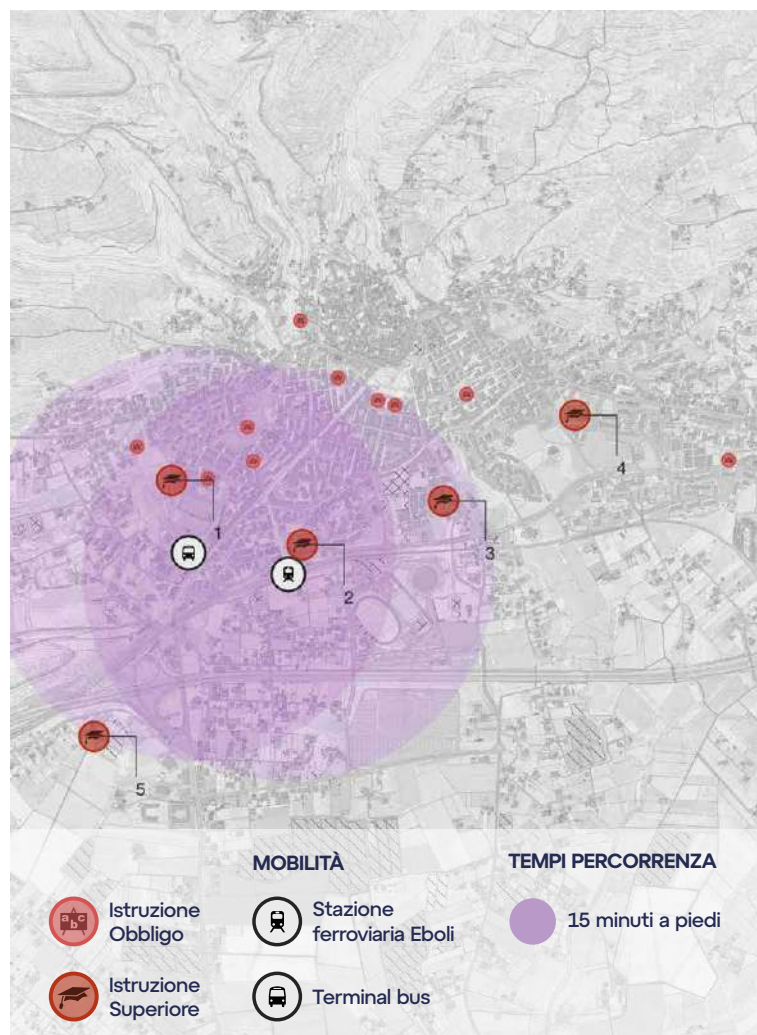 4
1
3
2
5
MOBILITÀ
TEMPI PERCORRENZA
Istruzione
Obbligo
Stazione
ferroviaria Eboli
15 minuti a piedi
Istruzione
Superiore
Terminal bus
a b c